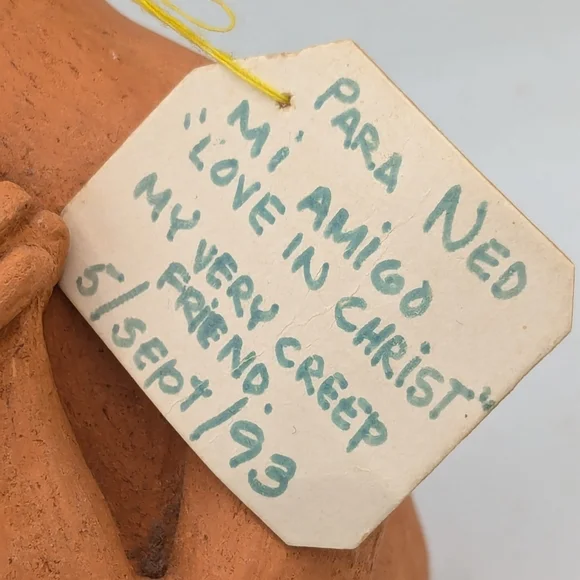 PARA NED
"Mi AMiGO
"LOVE IN CHRiST"
MY VERY CREEP
FRiEND.
5/SEPT/93